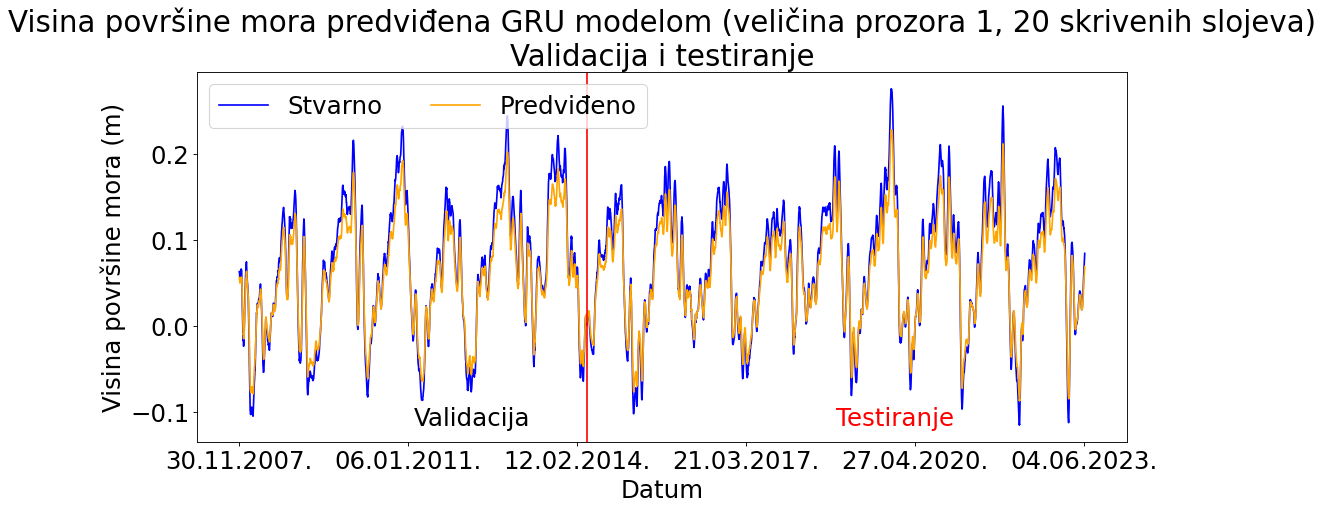 Visina površine mora predviđena GRU modelom (veličina prozora 1, 20 skrivenih slojeva)
Validacija i testiranje
Stvarno
Predviđeno
Visina površine mora (m)
0.2
0.1
0.0
−0.1
Validacija
Testiranje
30.11.2007.
06.01.2011.
12.02.2014.
21.03.2017.
27.04.2020.
04.06.2023.
Datum